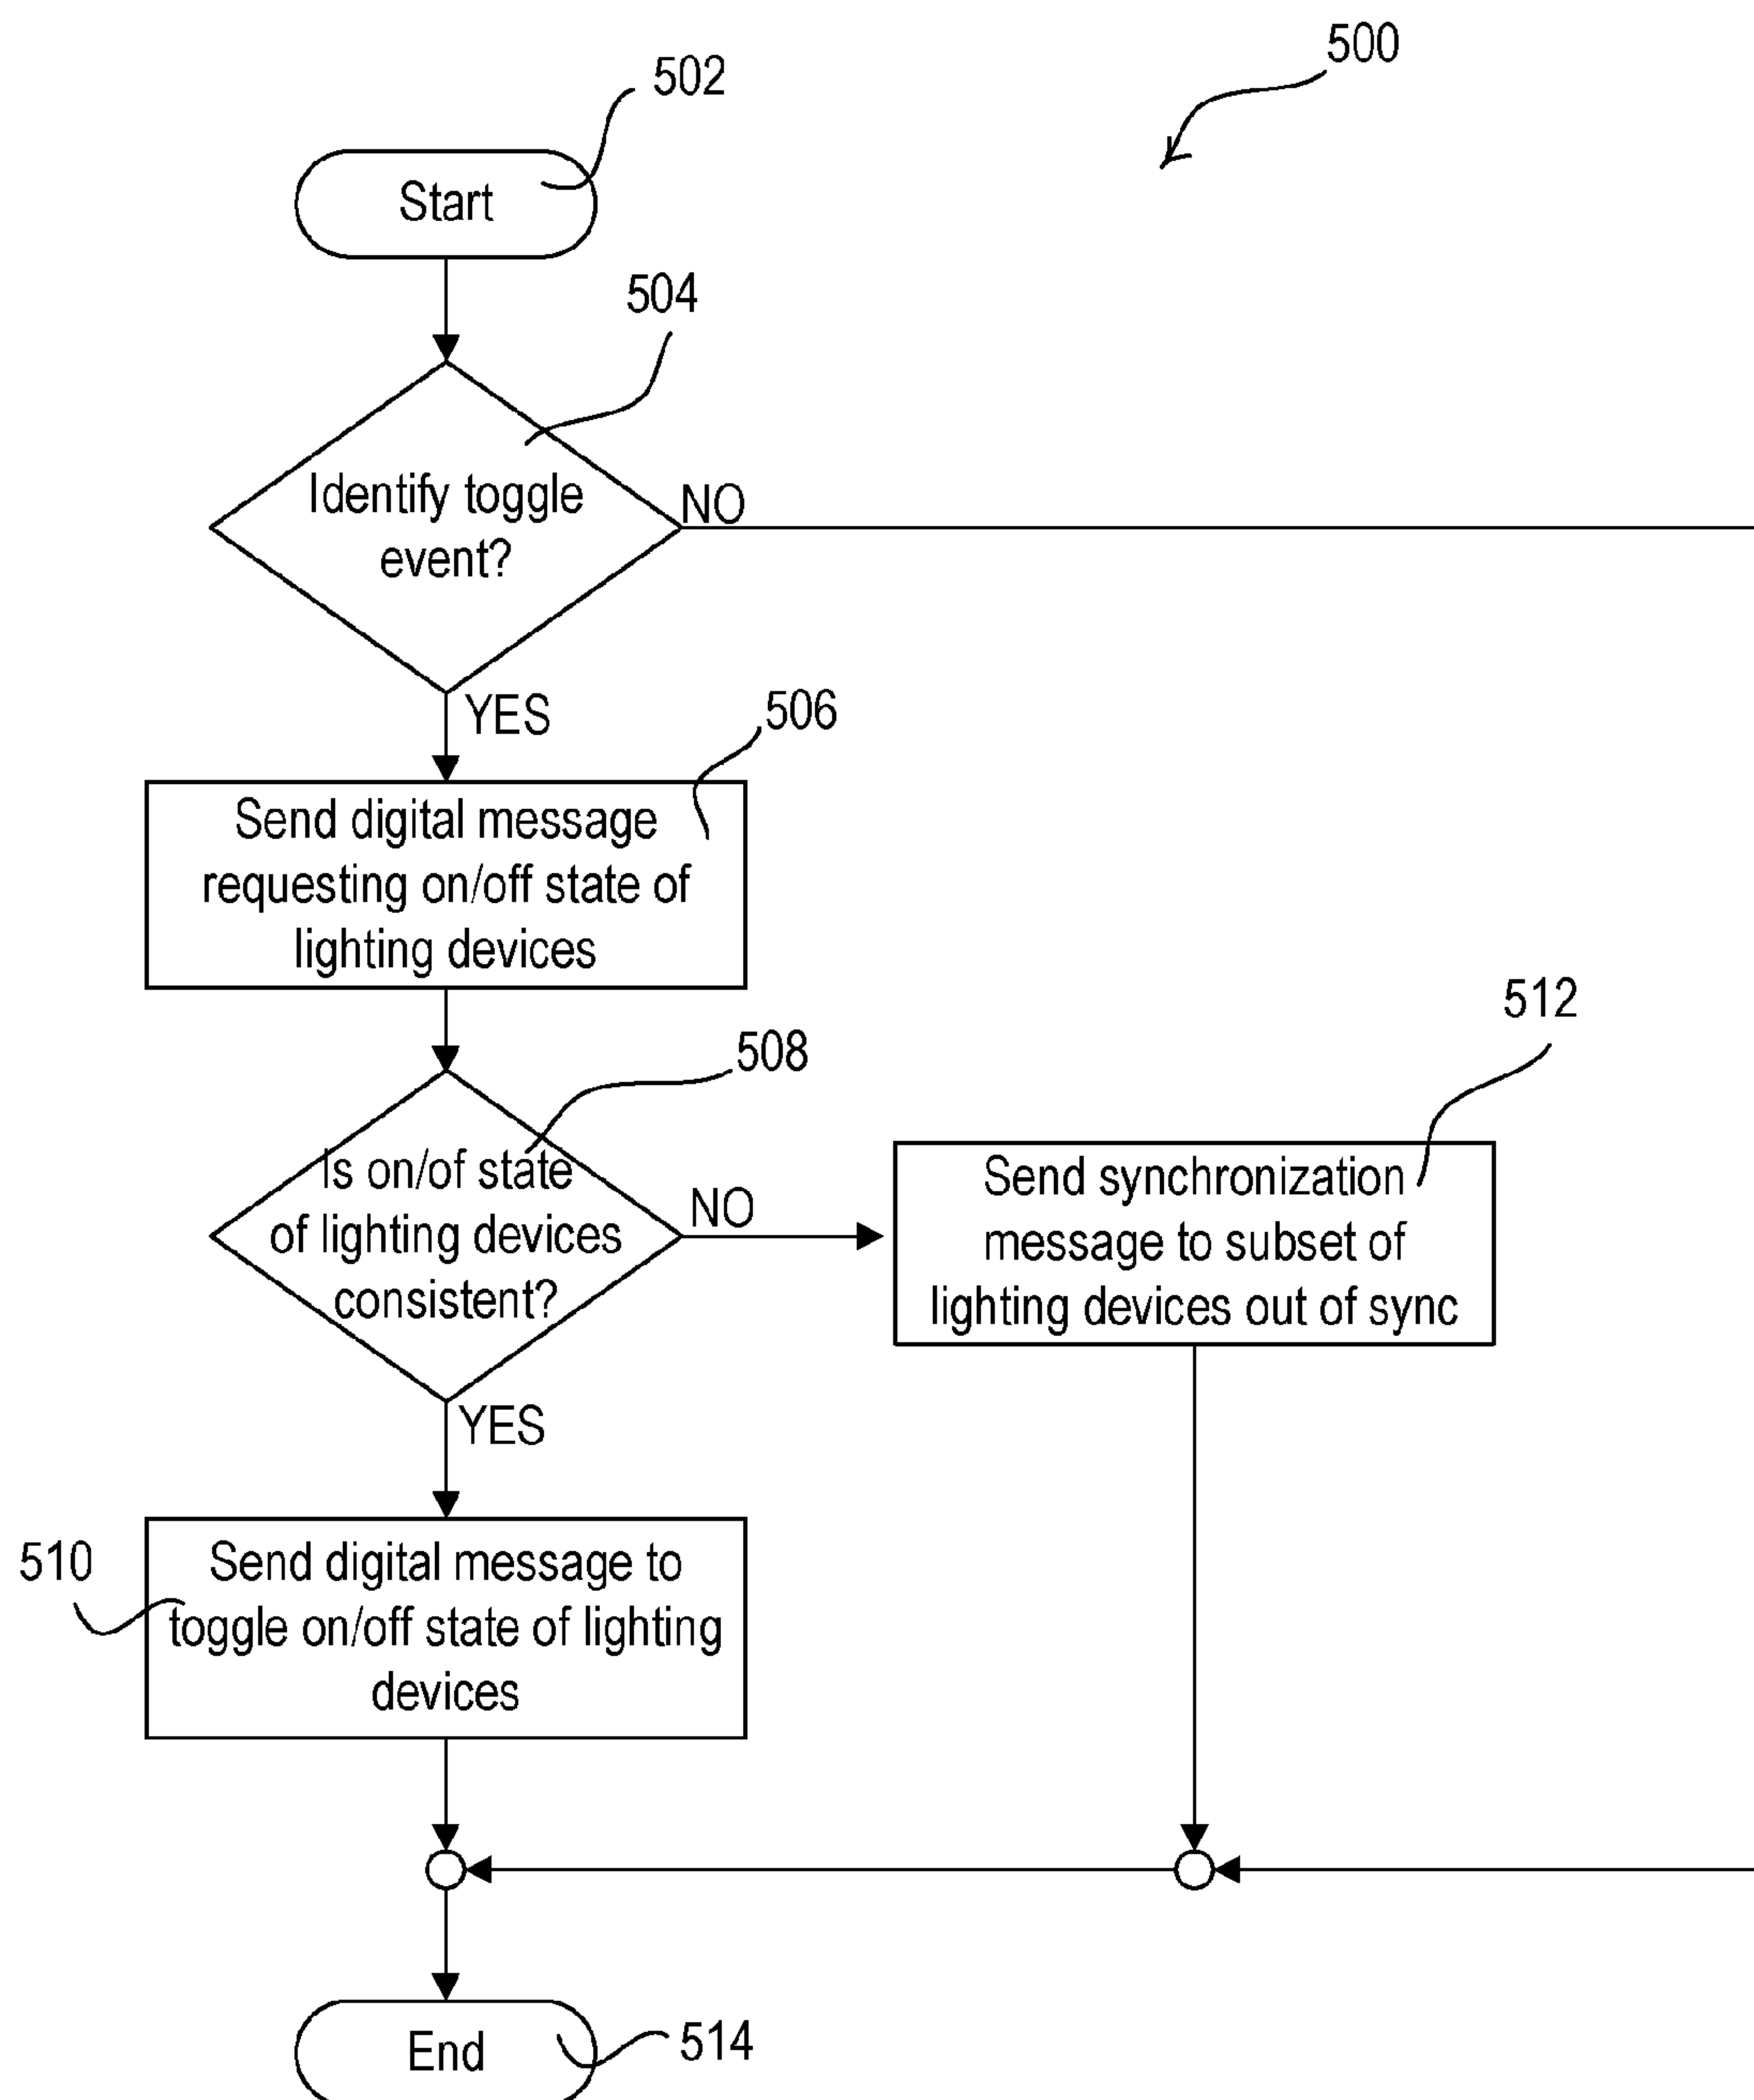 500
502
Start
504
Identify toggle
event?
NO
YES
506
Send digital message
requesting on/off state of
lighting devices
508
Is on/of state
of lighting devices
consistent?
NO
512
Send synchronization
message to subset of
lighting devices out of sync
YES
510
Send digital message to
toggle on/off state of lighting
devices
End
514